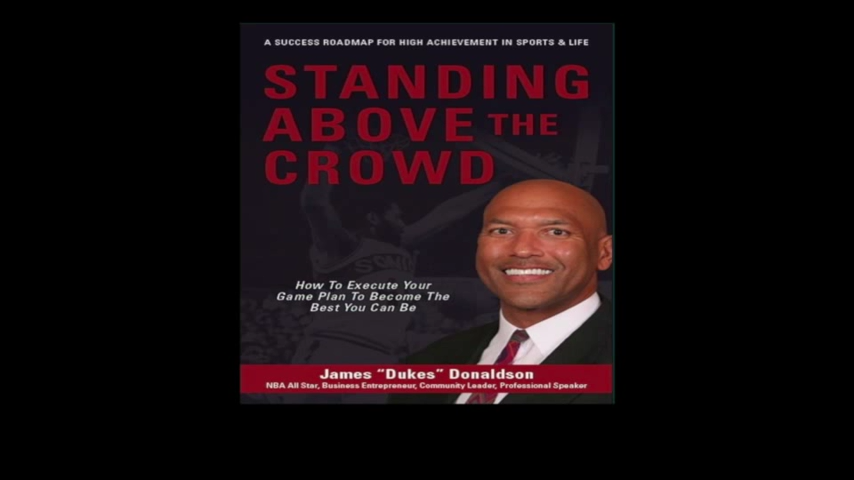 A SUCCESS ROADMAP FOR HIGH ACHIEVEMENT IN SPORTS & LIFE
STANDING
ABOVE THE
CROWD
How To Execute Your
Game Plan To Become The
Best You Can Be
James “Dukes” Donaldson
NBA All Star, Business Entrepreneur, Community Leader, Professional Speaker